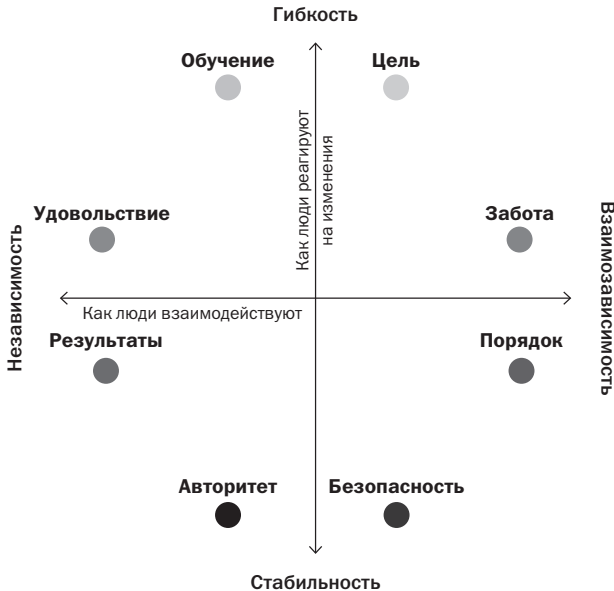 Гибкость
Обучение
Цель
Как люди реагируют
на изменения
Удовольствие
Забота
Независимость
Взаимозависимость
Как люди взаимодействуют
Результаты
Порядок
Авторитет
Безопасность
Стабильность